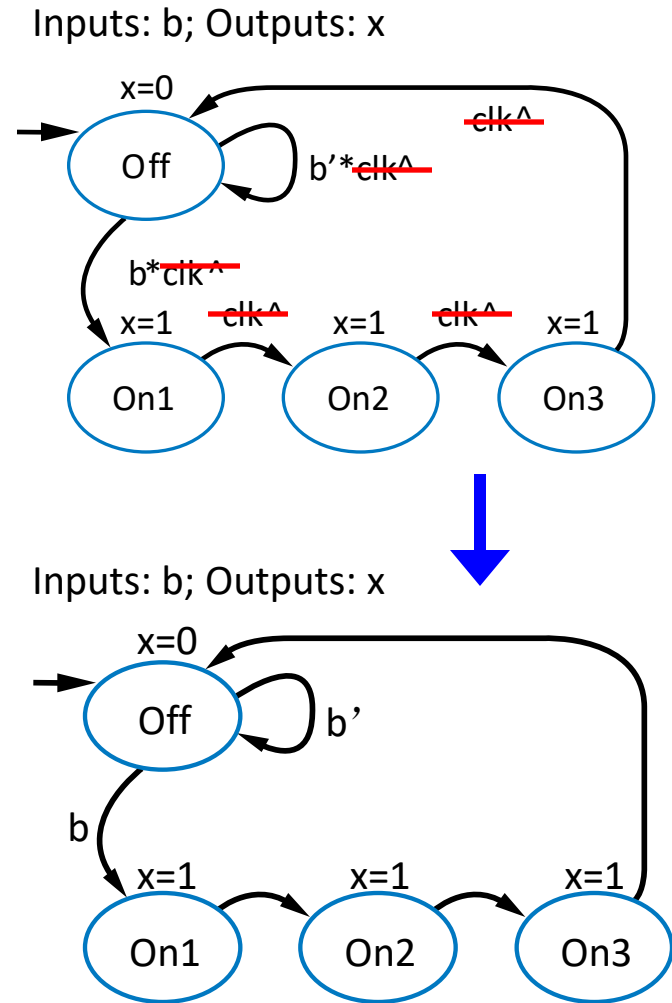 Inputs: b; Outputs: x
x=0
clk^
Off
b’*clk^
b*clk^
x=1
clk^
x=1
clk^
x=1
On1
On2
On3
Inputs: b; Outputs: x
x=0
Off
b’
b
x=1
x=1
x=1
On1
On2
On3